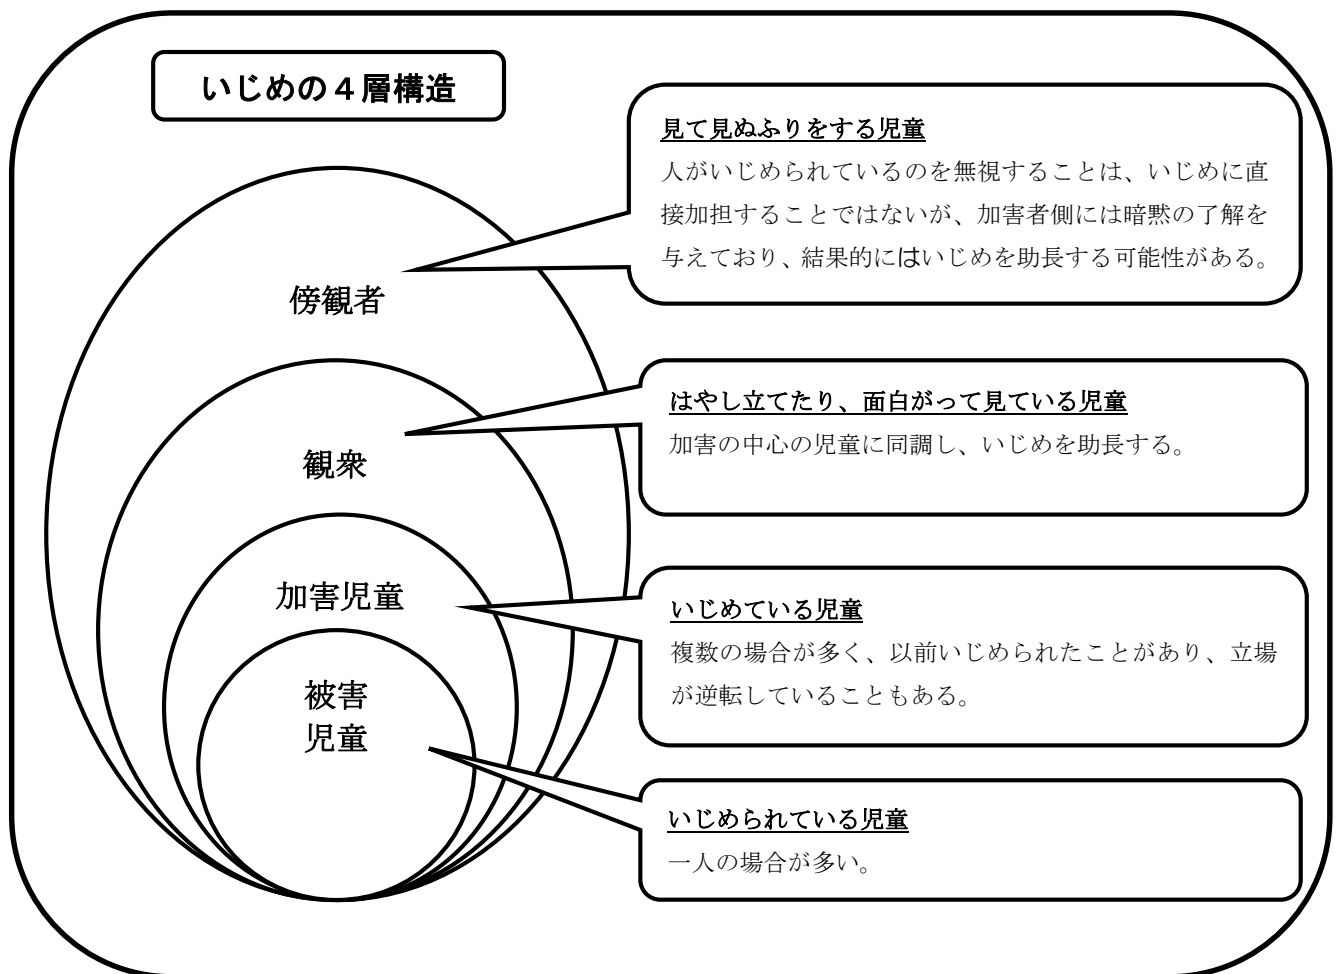 いじめの４層構造
見て見ぬふりをする児童
人がいじめられているのを無視することは、いじめに直
接加担することではないが、加害者側には暗黙の了解を
与えており、結果的にはいじめを助長する可能性がある。
傍観者
はやし立てたり、面白がって見ている児童
加害の中心の児童に同調し、いじめを助長する。
観衆
加害児童
いじめている児童
複数の場合が多く、以前いじめられたことがあり、立場
が逆転していることもある。
被害
児童
いじめられている児童
一人の場合が多い。